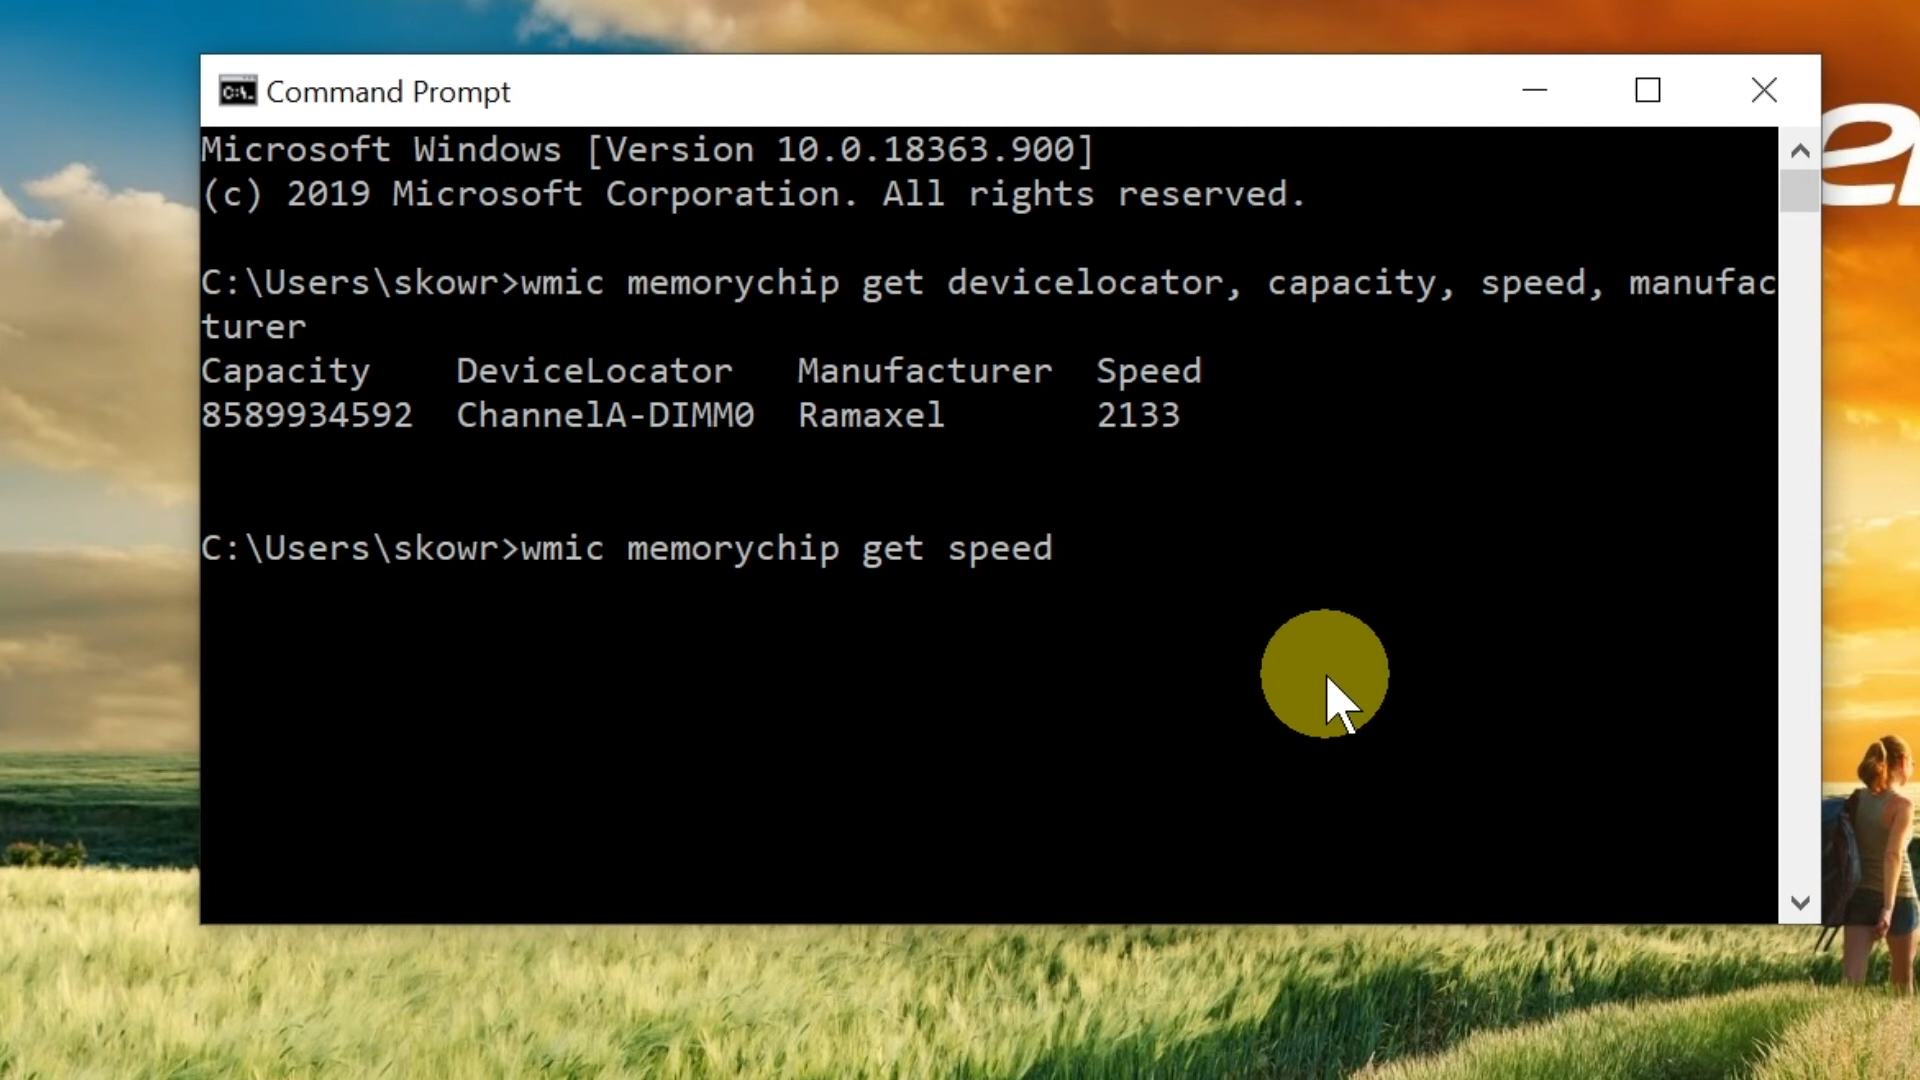 Command Prompt
Microsoft Windows [Version 10.0.18363.900]
(c) 2019 Microsoft Corporation. All rights reserved.
C:\Users\skowr>wmic memorychip get devicelocator, capacity, speed, manufac
turer
Capacity    DeviceLocator   Manufacturer  Speed
8589934592  ChannelA-DIMM0  Ramaxel       2133
C:\Users\skowr>wmic memorychip get speed